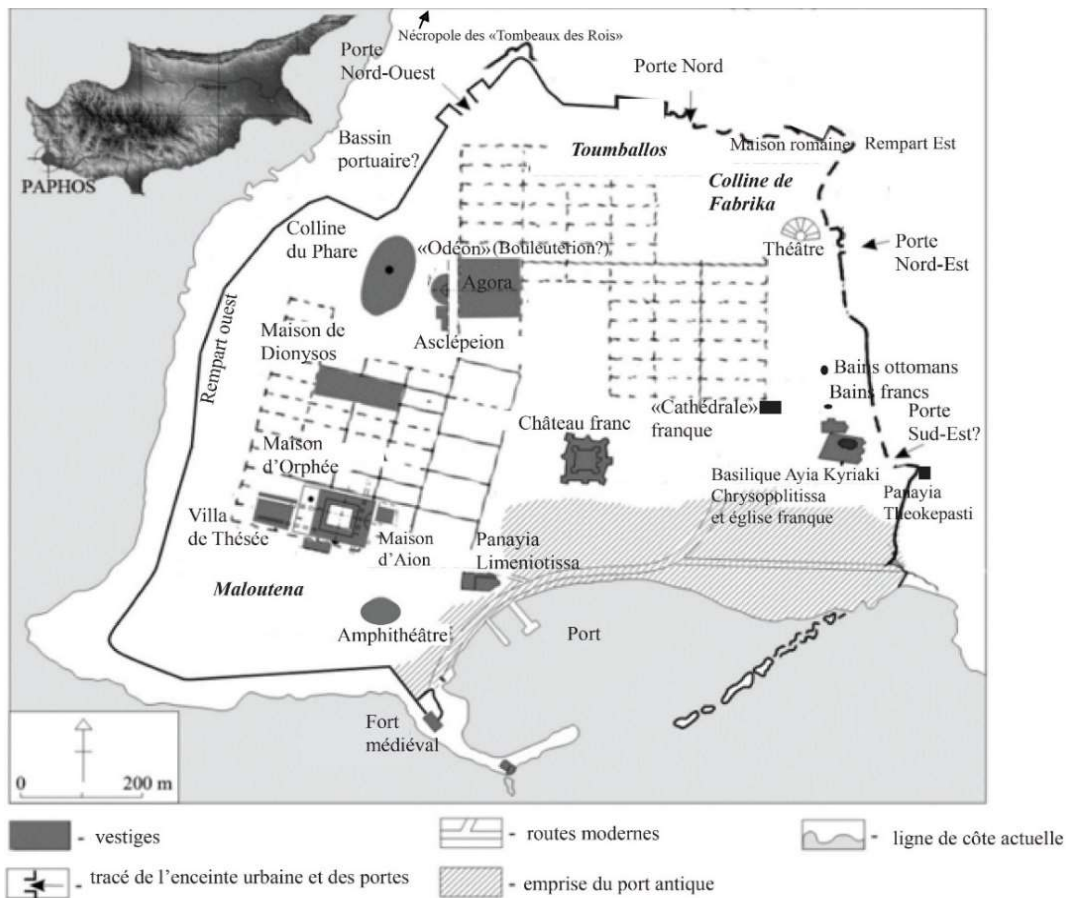 Nécropole des «Tombeaux des Rois»
Porte
Nord-Ouest
Porte Nord
Bassin
portuaire?
Toumballos
Maison romaine
Rempart Est
PAPHOS
Colline de
Fabrika
Colline
du Phare
«Odéon» (Bouleuterion?)
Théâtre
Porte
Nord-Est
Agora
Rempart ouest
Asclépeion
Maison de
Dionysos
Bains ottomans
Bains francs
«Cathédrale»
franque
Château franc
Porte
Sud-Est?
Maison
d'Orphée
Basilique Ayia Kyriaki
Chrysopolitissa
et église franque
Panayia
Theokepasti
Villa
de Thésée
Maison
d'Aion
Panayia
Limeniotissa
Maloutena
Amphithéâtre
Port
Fort
médiéval
0 200 m
- vestiges
- routes modernes
- ligne de côte actuelle
- tracé de l'enceinte urbaine et des portes
- emprise du port antique